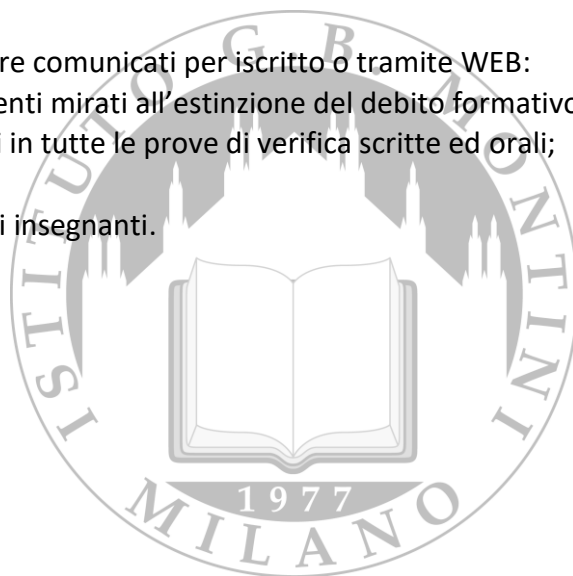 re comunicati per iscritto o tramite WEB:
enti mirati all’estinzione del debito formativo
i in tutte le prove di verifica scritte ed orali;
i insegnanti.
ISTITUTO G. B. MONTINI
1977
MILANO